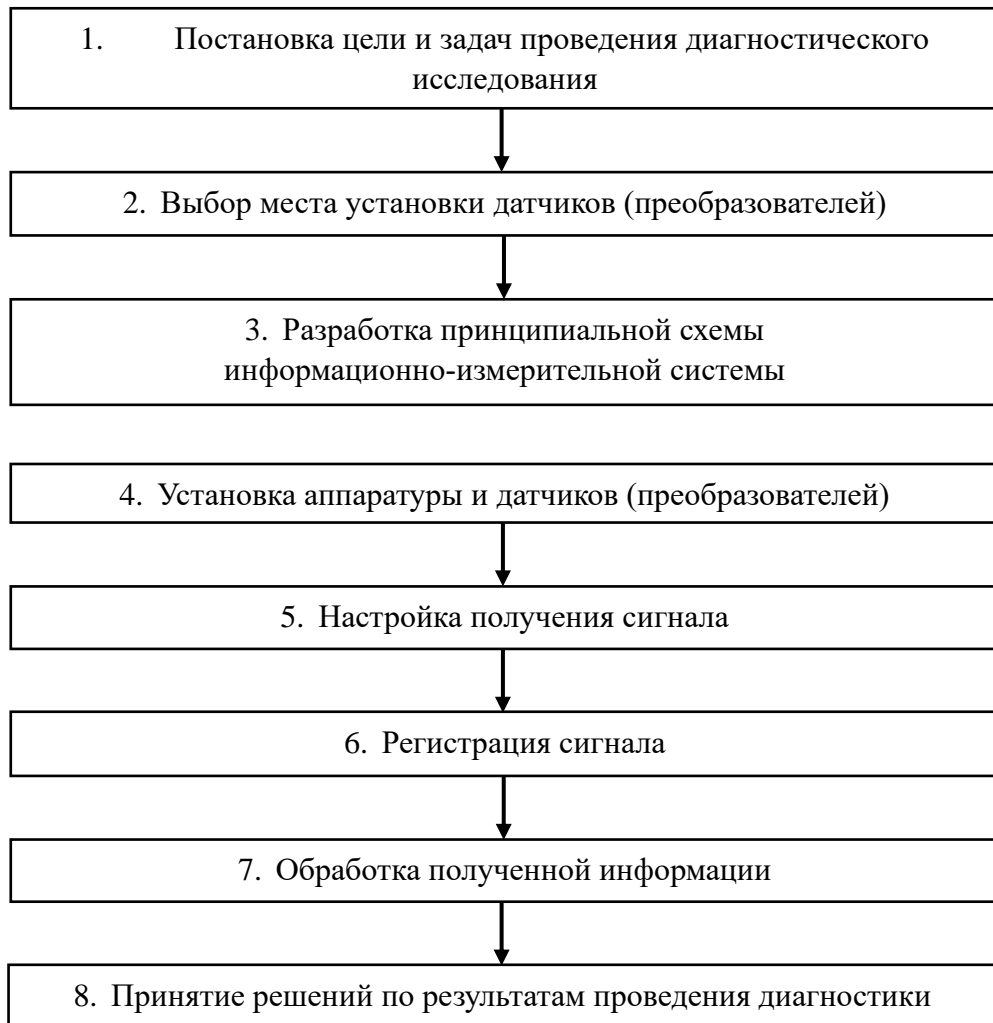 1. Постановка цели и задач проведения диагностического
исследования
2. Выбор места установки датчиков (преобразователей)
3. Разработка принципиальной схемы
информационно-измерительной системы
4. Установка аппаратуры и датчиков (преобразователей)
5. Настройка получения сигнала
6. Регистрация сигнала
7. Обработка полученной информации
8. Принятие решений по результатам проведения диагностики